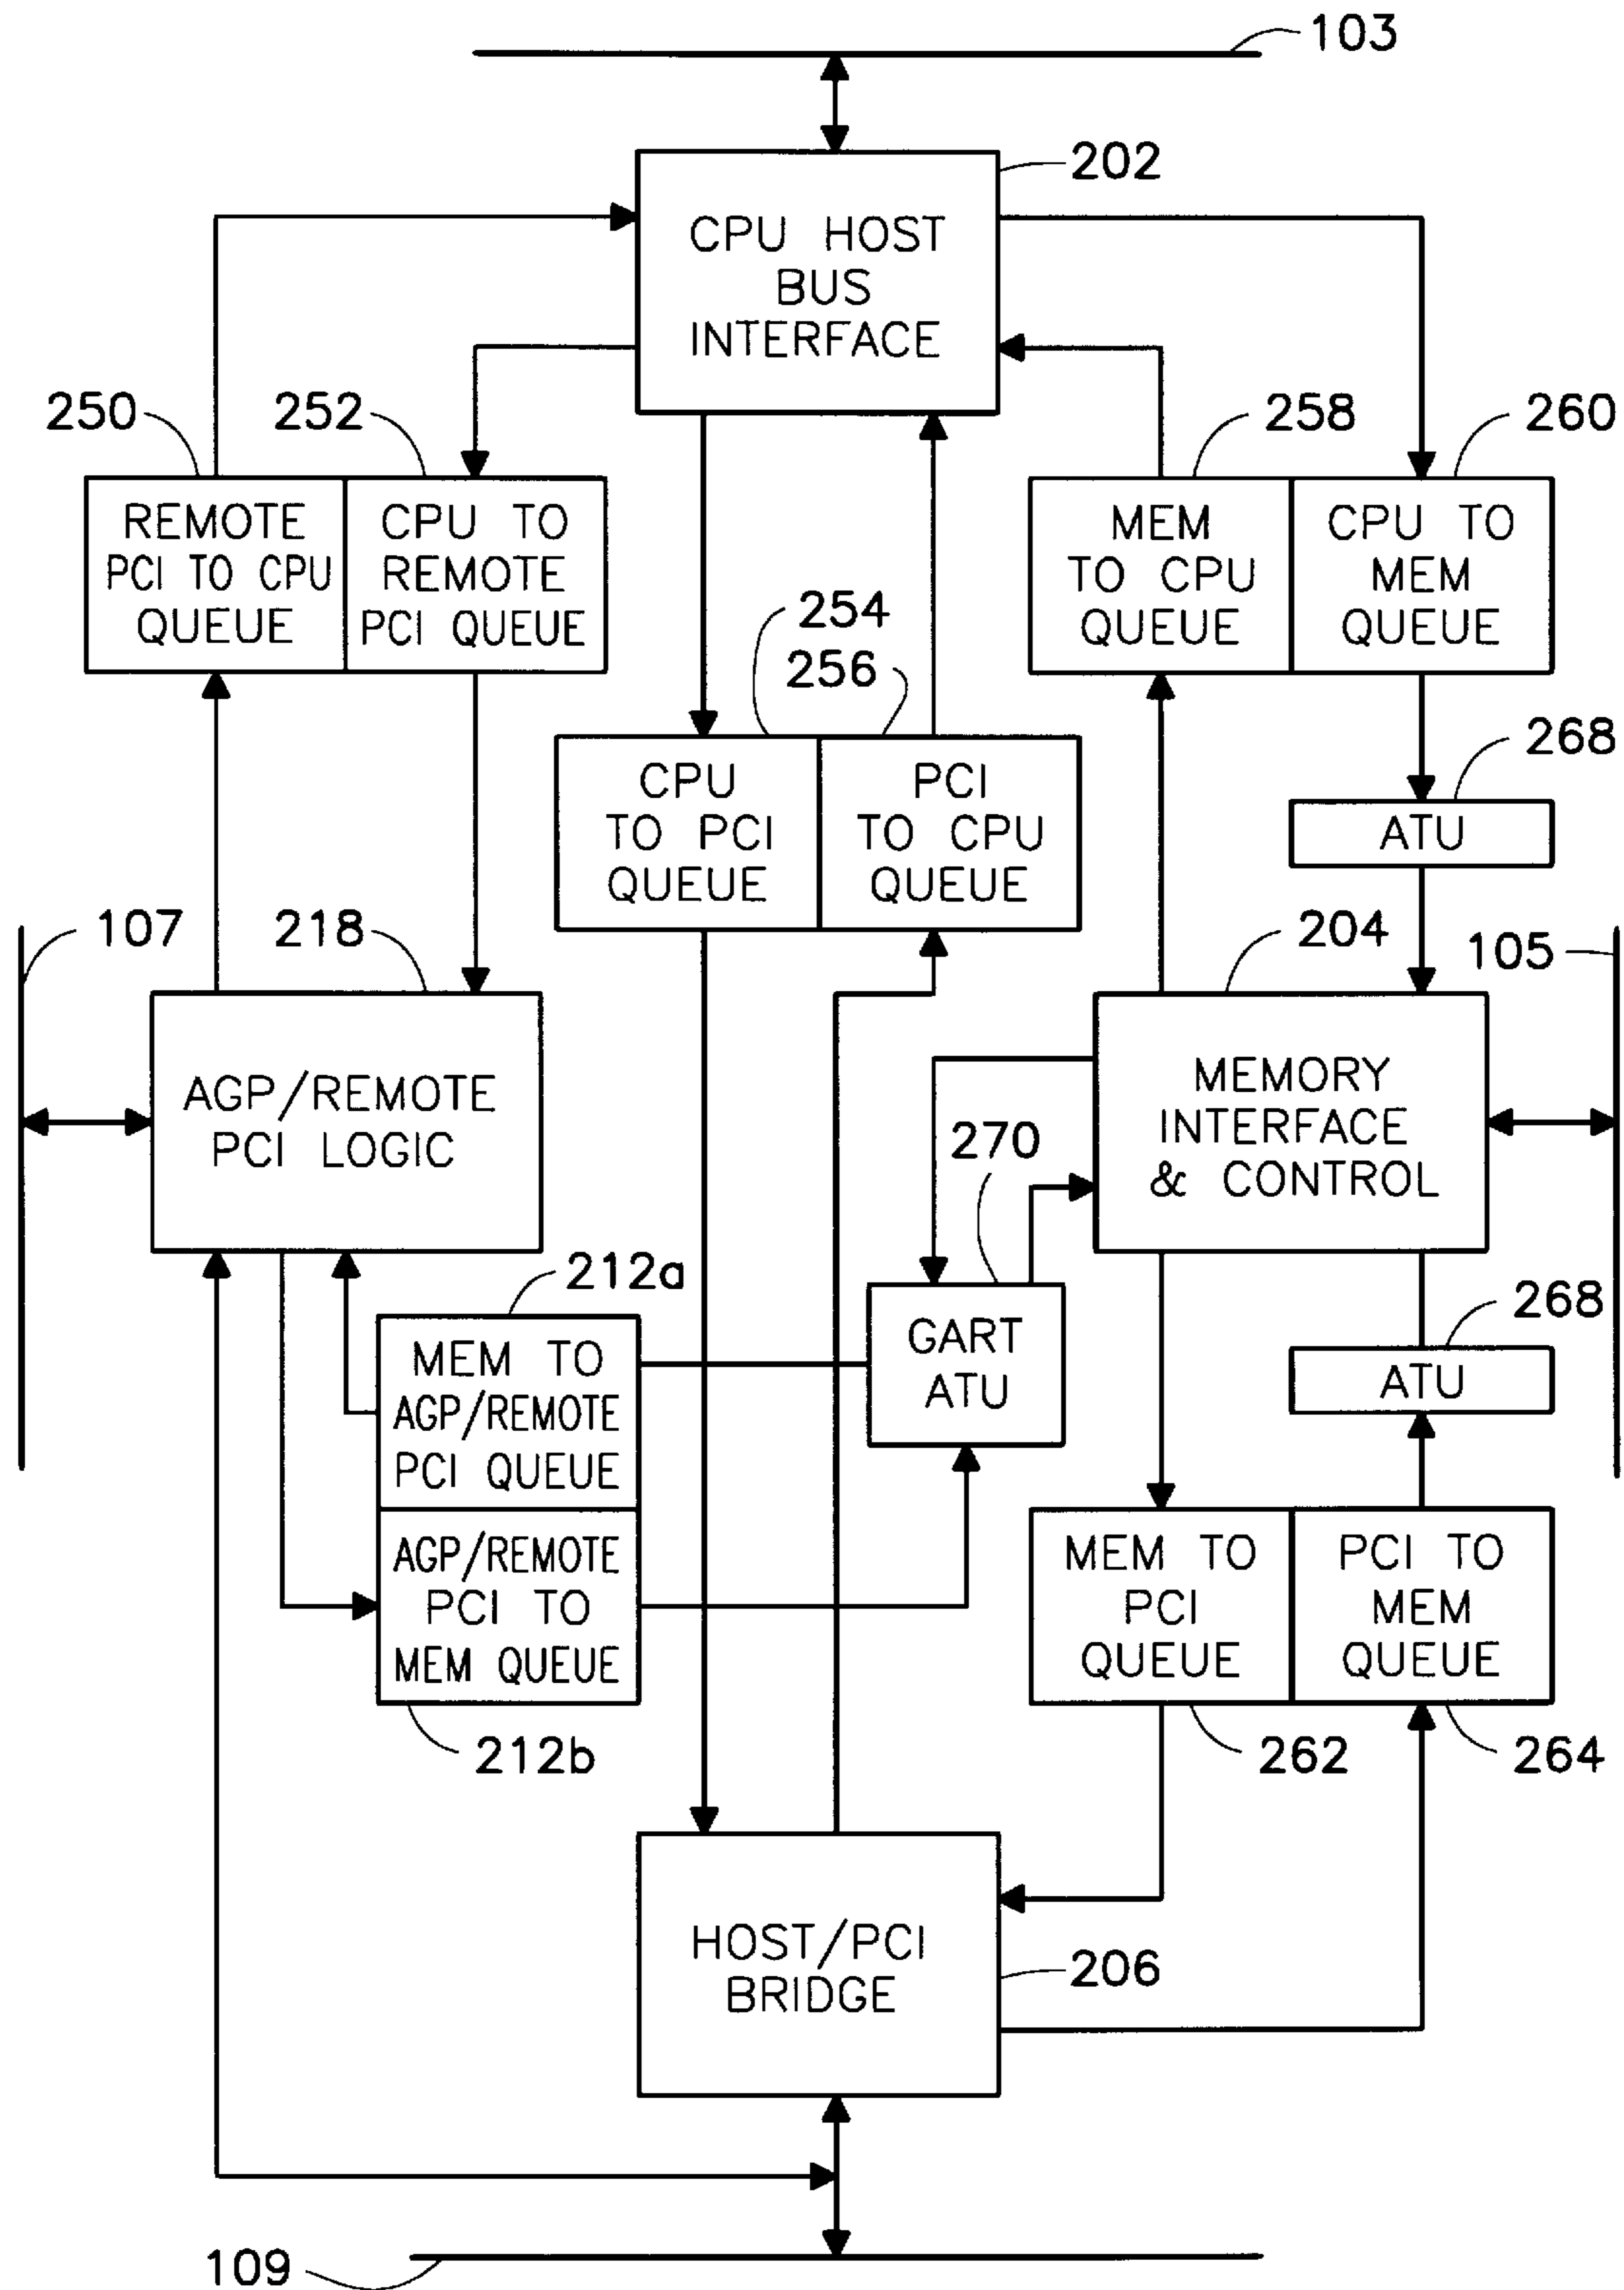 103
202
CPU HOST
BUS
INTERFACE
250
252
258
260
REMOTE
PCI TO CPU
QUEUE
CPU TO
REMOTE
PCI QUEUE
MEM
TO CPU
QUEUE
CPU TO
MEM
QUEUE
254
256
268
CPU
TO PCI
QUEUE
PCI
TO CPU
QUEUE
ATU
107
218
204
105
AGP/REMOTE
PCI LOGIC
MEMORY
INTERFACE
& CONTROL
270
212a
GART
ATU
268
ATU
MEM TO
AGP/REMOTE
PCI QUEUE
AGP/REMOTE
PCI TO
MEM QUEUE
MEM TO
PCI
QUEUE
PCI TO
MEM
QUEUE
212b
262
264
HOST/PCI
BRIDGE
206
109